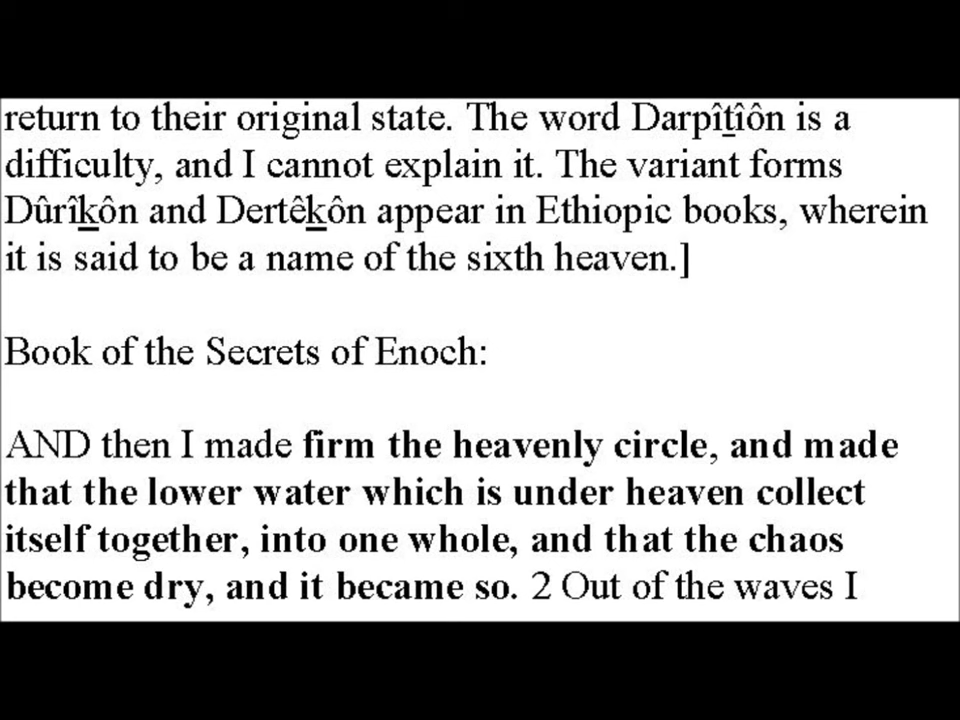 return to their original state. The word Darpîṯîôn is a
difficulty, and I cannot explain it. The variant forms
Dûrîḵôn and Dertêḵôn appear in Ethiopic books, wherein
it is said to be a name of the sixth heaven.]
Book of the Secrets of Enoch:
AND then I made firm the heavenly circle, and made
that the lower water which is under heaven collect
itself together, into one whole, and that the chaos
become dry, and it became so. 2 Out of the waves I